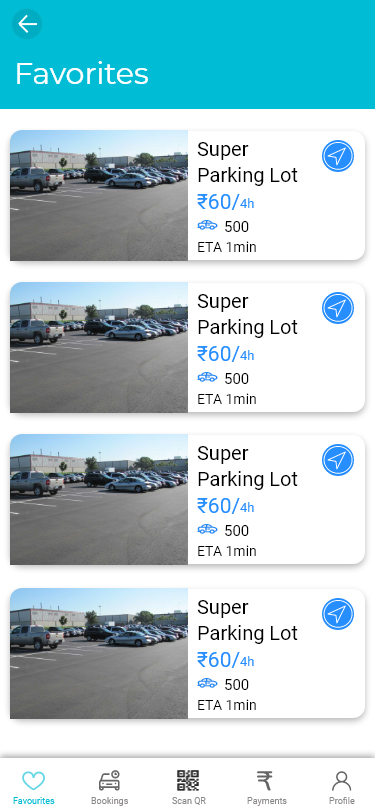 Favorites
Super
Parking Lot
₹60/4h
500
ETA 1min
Super
Parking Lot
₹60/4h
500
ETA 1min
Super
Parking Lot
₹60/4h
500
ETA 1min
Super
Parking Lot
₹60/4h
500
ETA 1min
Favourites Bookings Scan QR Payments Profile